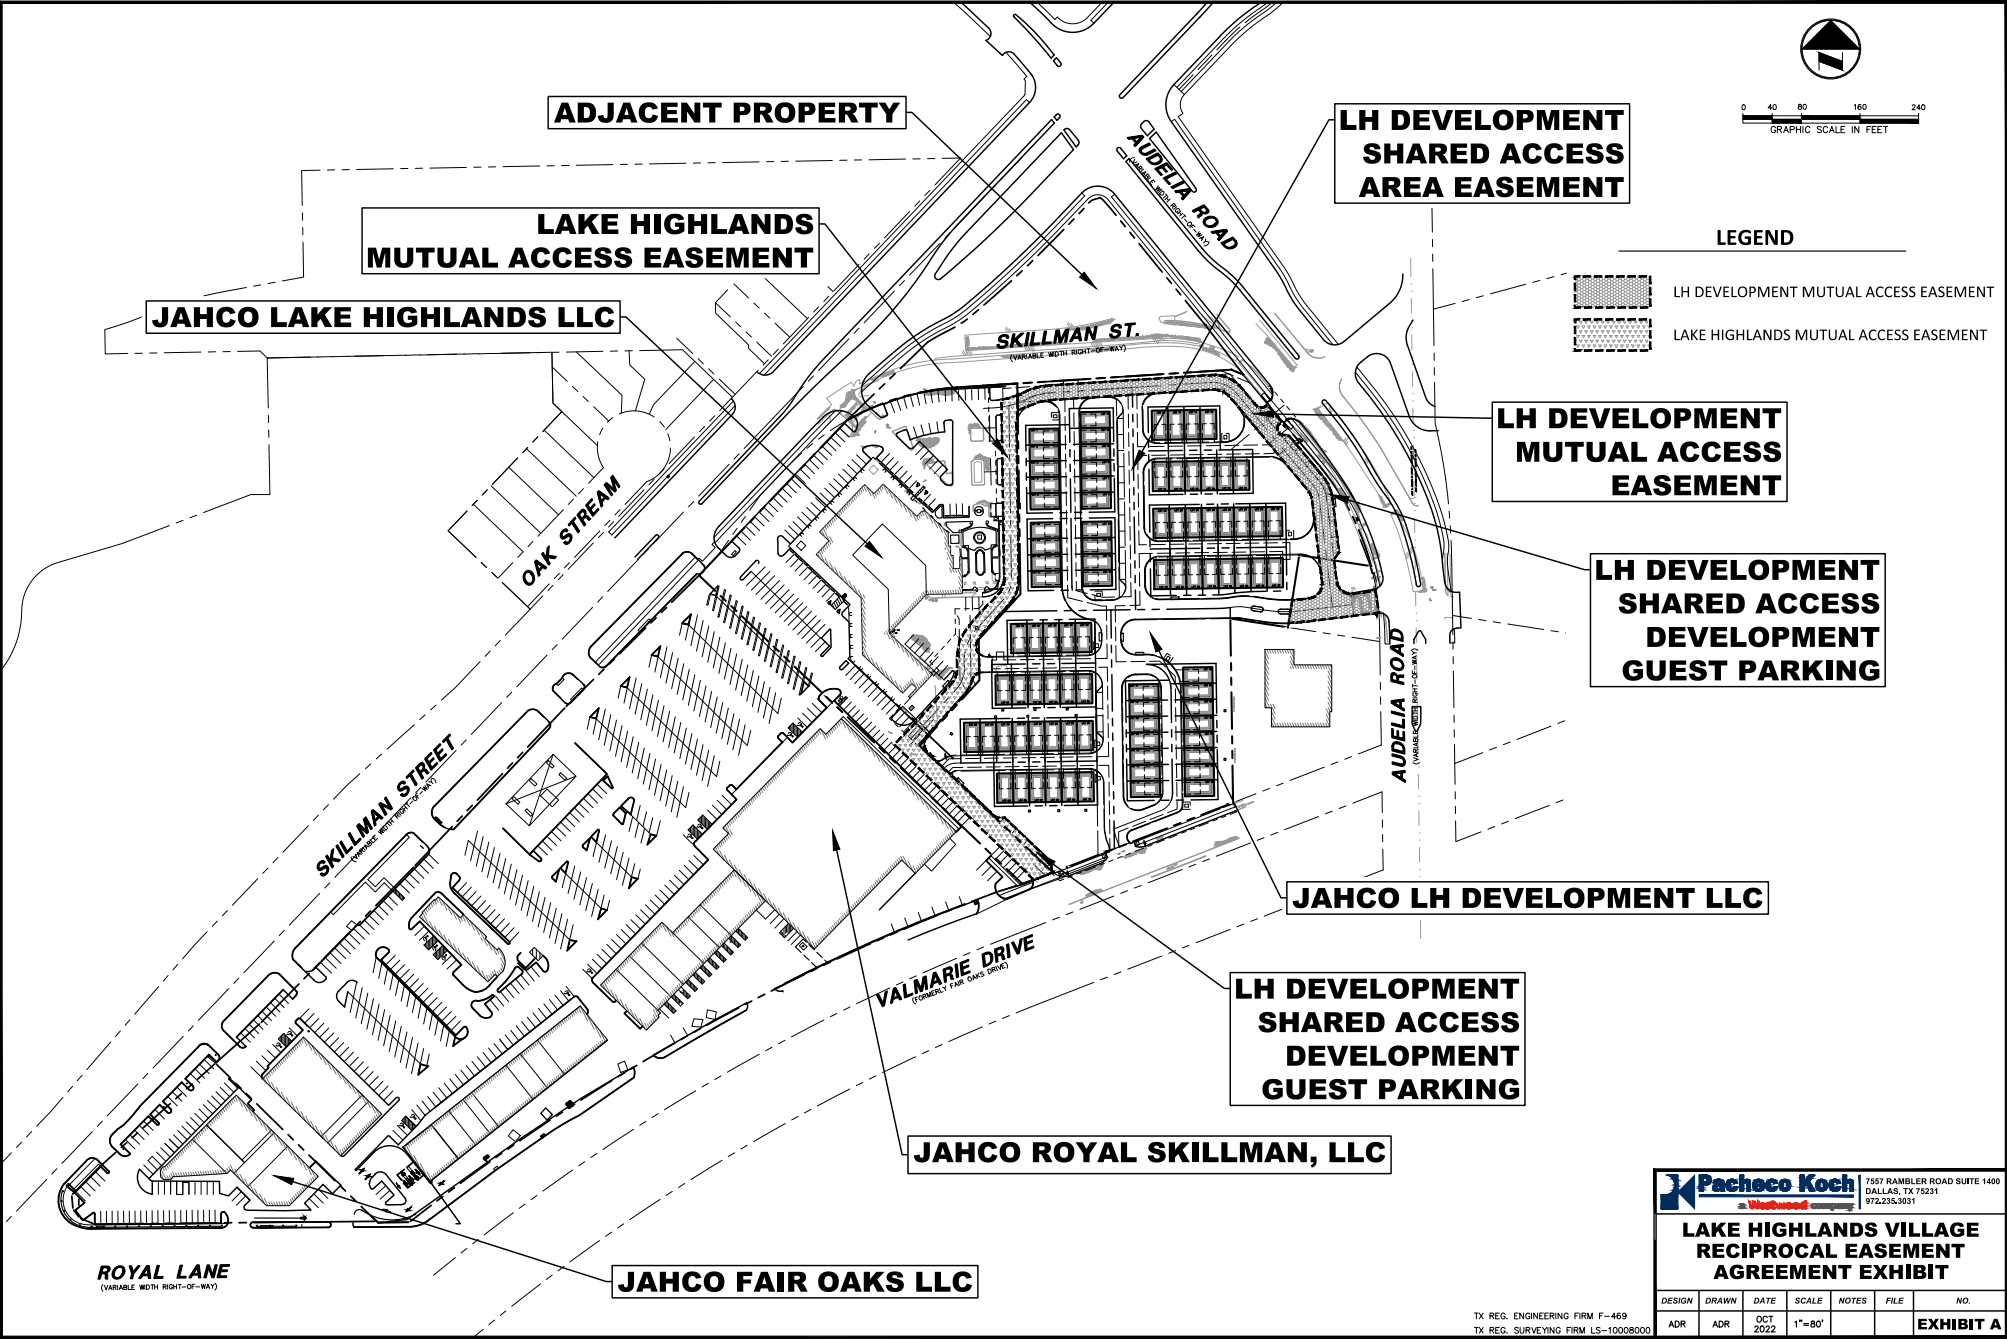 ADJACENT PROPERTY
LH DEVELOPMENT
SHARED ACCESS
AREA EASEMENT
0 40 80 160 240
GRAPHIC SCALE IN FEET
AUDELIA ROAD
(VARIABLE WIDTH RIGHT-OF-WAY)
LAKE HIGHLANDS
MUTUAL ACCESS EASEMENT
LEGEND
LH DEVELOPMENT MUTUAL ACCESS EASEMENT
LAKE HIGHLANDS MUTUAL ACCESS EASEMENT
JAHCO LAKE HIGHLANDS LLC
SKILLMAN ST.
(VARIABLE WIDTH RIGHT-OF-WAY)
LH DEVELOPMENT
MUTUAL ACCESS
EASEMENT
OAK STREAM
LH DEVELOPMENT
SHARED ACCESS
DEVELOPMENT
GUEST PARKING
AUDELIA ROAD
(VARIABLE WIDTH RIGHT-OF-WAY)
SKILLMAN STREET
(VARIABLE WIDTH RIGHT-OF-WAY)
JAHCO LH DEVELOPMENT LLC
VALMARIE DRIVE
(FORMERLY FAIR OAKS DRIVE)
LH DEVELOPMENT
SHARED ACCESS
DEVELOPMENT
GUEST PARKING
JAHCO ROYAL SKILLMAN, LLC
ROYAL LANE
(VARIABLE WIDTH RIGHT-OF-WAY)
JAHCO FAIR OAKS LLC
TX REG. ENGINEERING FIRM F-469
TX REG. SURVEYING FIRM LS-10008000
Pacheco Koch
a Westwood company
7557 RAMBLER ROAD SUITE 1400
DALLAS, TX 75231
972.235.3031
LAKE HIGHLANDS VILLAGE
RECIPROCAL EASEMENT
AGREEMENT EXHIBIT
DESIGN DRAWN DATE SCALE NOTES FILE NO.
ADR ADR OCT 2022 1"=80' EXHIBIT A